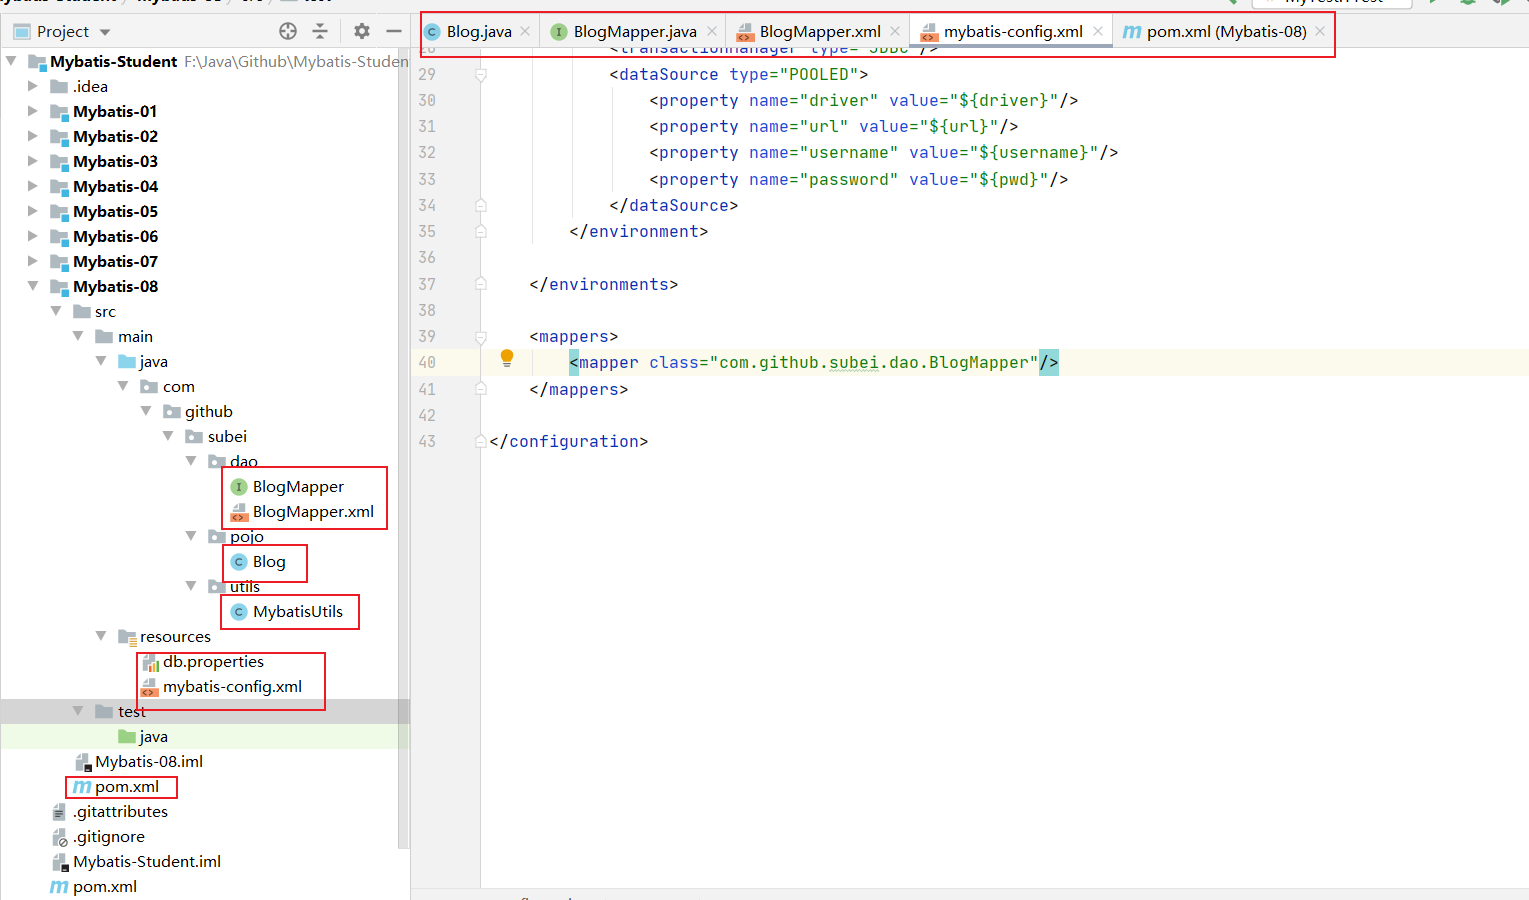 Project
Mybatis-Student F:\Java\Github\Mybatis-Studen
.idea
Mybatis-01
Mybatis-02
Mybatis-03
Mybatis-04
Mybatis-05
Mybatis-06
Mybatis-07
Mybatis-08
src
main
java
com
github
subei
dao
BlogMapper
BlogMapper.xml
pojo
Blog
utils
MybatisUtils
resources
db.properties
mybatis-config.xml
test
java
Mybatis-08.iml
pom.xml
.gitattributes
.gitignore
Mybatis-Student.iml
pom.xml
Blog.java BlogMapper.java BlogMapper.xml mybatis-config.xml pom.xml (Mybatis-08)
28 <transactionManager type="JDBC"/>
29 <dataSource type="POOLED">
30 <property name="driver" value="${driver}"/>
31 <property name="url" value="${url}"/>
32 <property name="username" value="${username}"/>
33 <property name="password" value="${pwd}"/>
34 </dataSource>
35 </environment>
36
37 </environments>
38
39 <mappers>
40 <mapper class="com.github.subei.dao.BlogMapper"/>
41 </mappers>
42
43 </configuration>